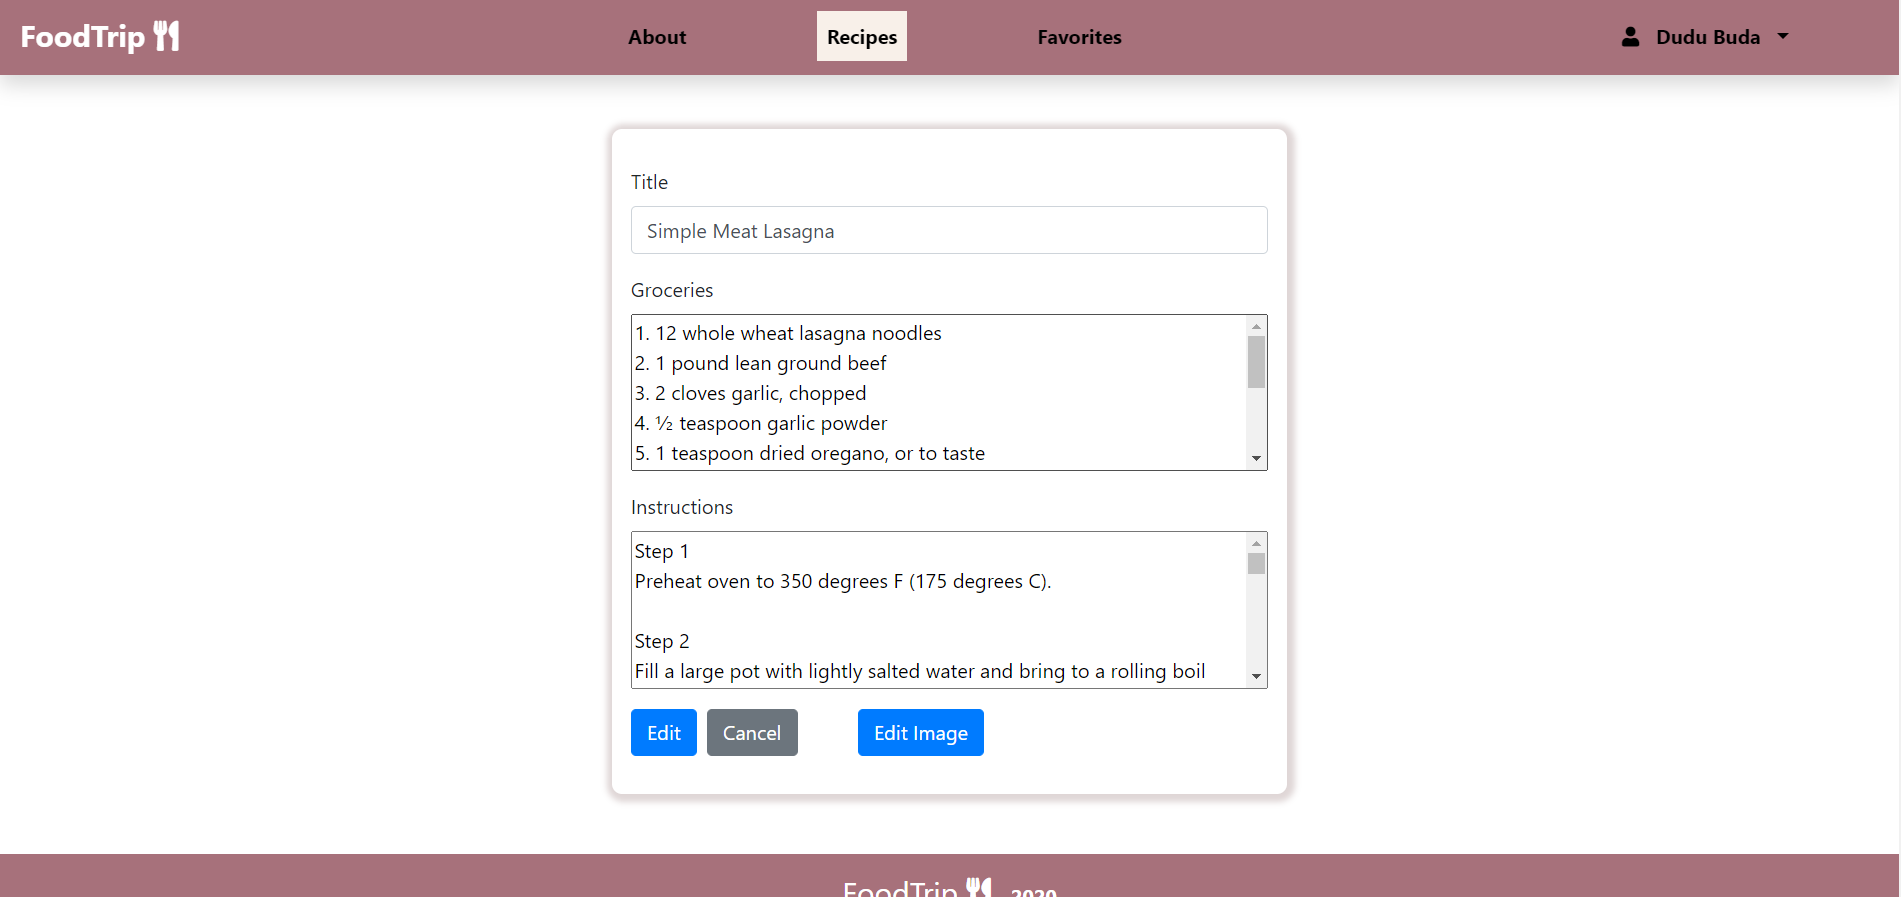 FoodTrip
About
Recipes
Favorites
Dudu Buda
Title
Simple Meat Lasagna
Groceries
1. 12 whole wheat lasagna noodles
2. 1 pound lean ground beef
3. 2 cloves garlic, chopped
4. ½ teaspoon garlic powder
5. 1 teaspoon dried oregano, or to taste
Instructions
Step 1
Preheat oven to 350 degrees F (175 degrees C).
Step 2
Fill a large pot with lightly salted water and bring to a rolling boil
Edit
Cancel
Edit Image
FoodTrip 2020